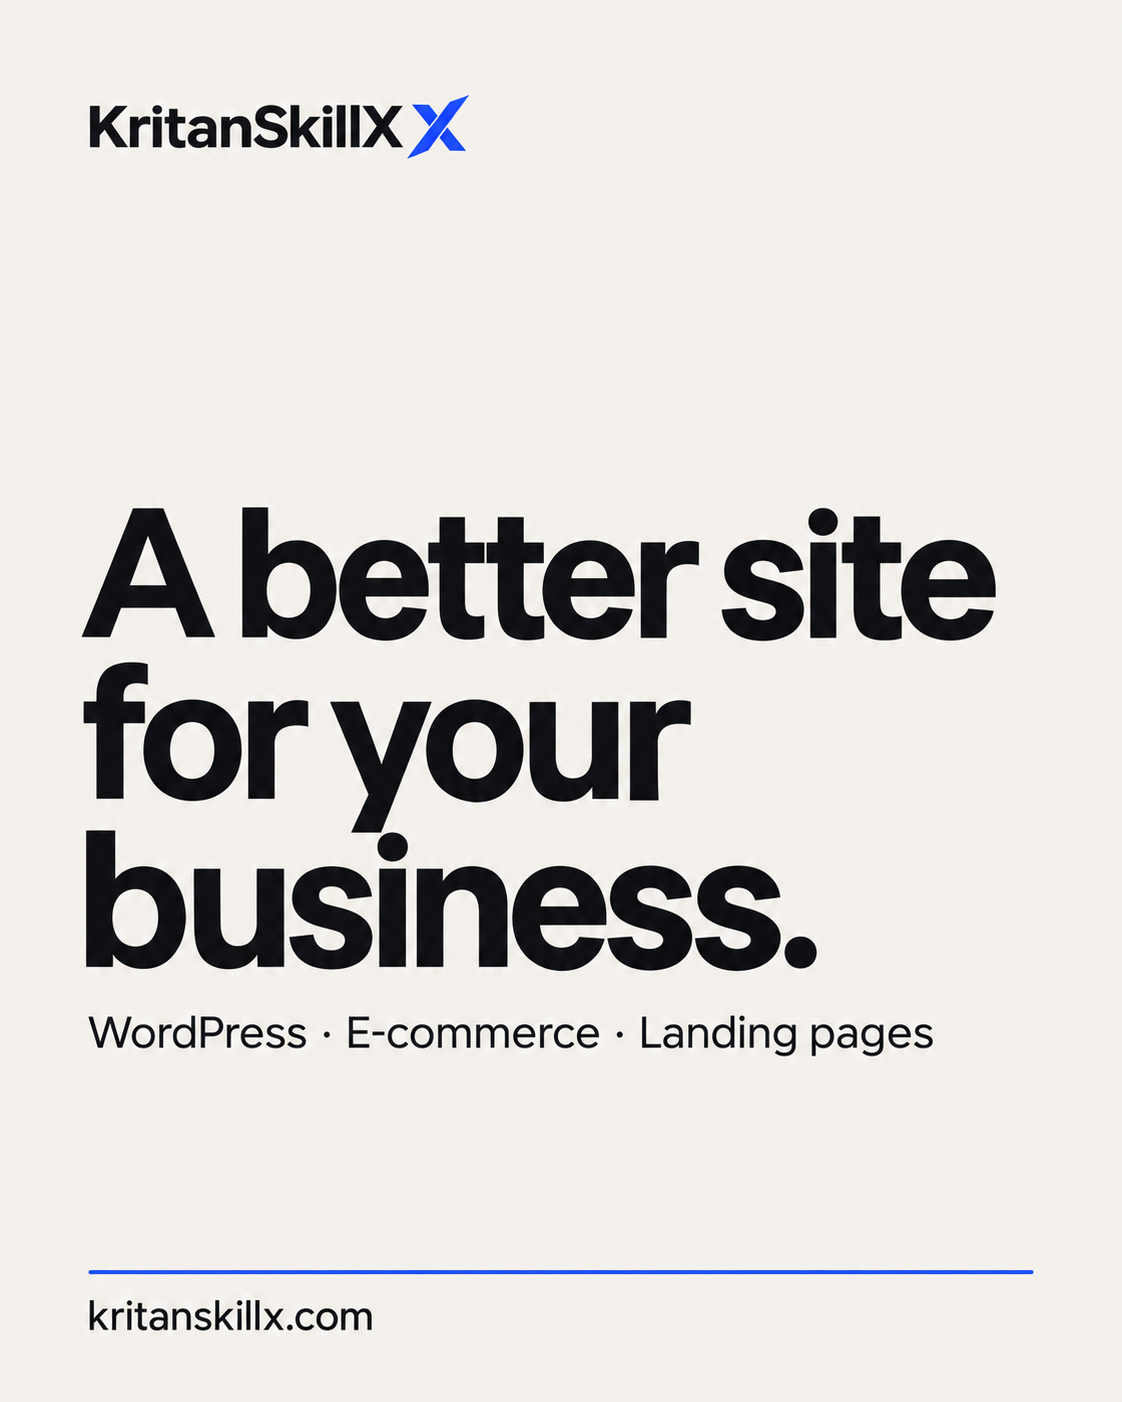 KritanSkillX X
A better site
for your
business.
WordPress · E-commerce · Landing pages
kritanskillx.com